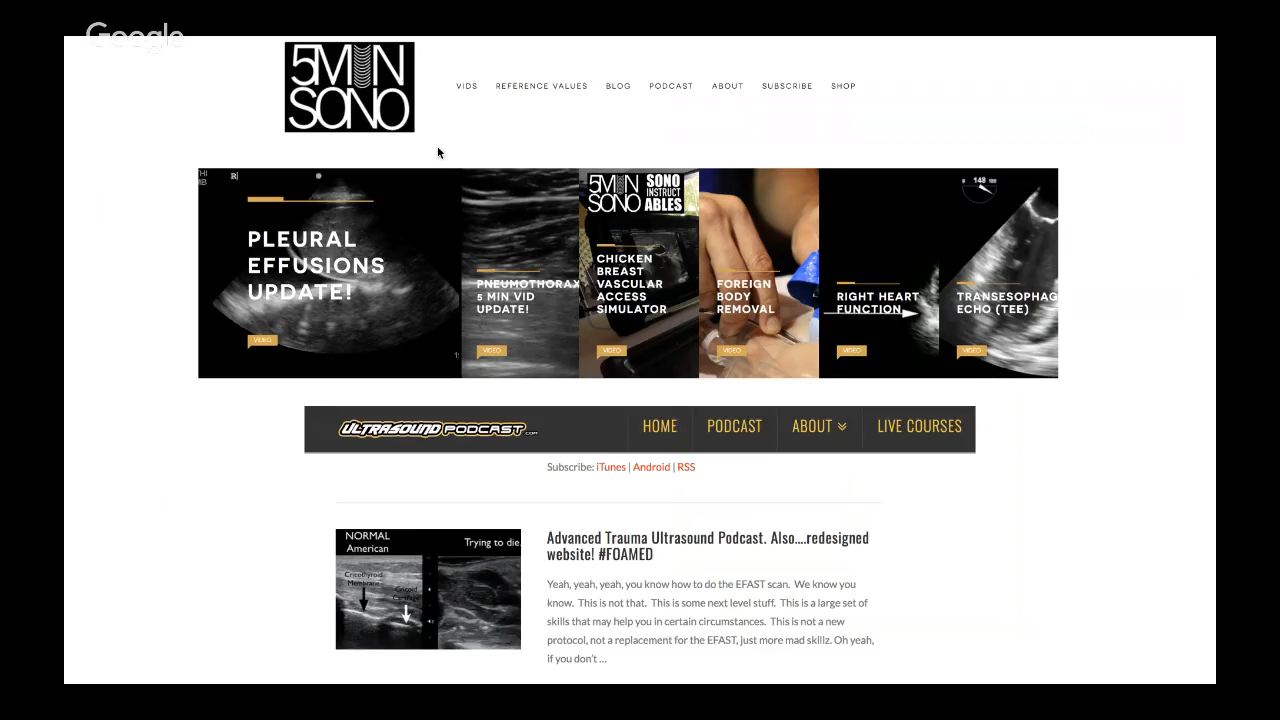 Google
5MIN
SONO
VIDS REFERENCE VALUES BLOG PODCAST ABOUT SUBSCRIBE SHOP
R
PLEURAL
EFFUSIONS
UPDATE!
VIDEO
PNEUMOTHORAX
5 MIN VID
UPDATE!
VIDEO
5MIN
SONO
SONO
INSTRUCT
ABLES
CHICKEN
BREAST
VASCULAR
ACCESS
SIMULATOR
VIDEO
FOREIGN
BODY
REMOVAL
VIDEO
RIGHT HEART
FUNCTION
VIDEO
148
TRANSESOPHAG
ECHO (TEE)
VIDEO
ULTRASOUND PODCAST.COM
HOME PODCAST ABOUT LIVE COURSES
Subscribe: iTunes | Android | RSS
NORMAL
American
Trying to die.
Cricothyroid
Membrane
Cricoid
Advanced Trauma Ultrasound Podcast. Also....redesigned
website! #FOAMED
Yeah, yeah, yeah, you know how to do the EFAST scan. We know you
know. This is not that. This is some next level stuff. This is a large set of
skills that may help you in certain circumstances. This is not a new
protocol, not a replacement for the EFAST, just more mad skillz. Oh yeah,
if you don't ...